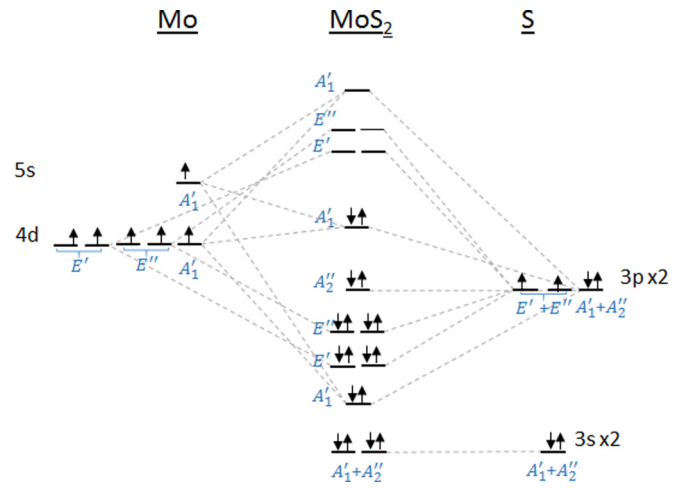 Mo
MoS₂
S
A′₁
E″
E′
5s
A′₁
A′₁
4d
E′
E″
A′₁
A″₂
3p x2
E′ +E″
A′₁+A″₂
E″
E′
A′₁
3s x2
A′₁+A″₂
A′₁+A″₂